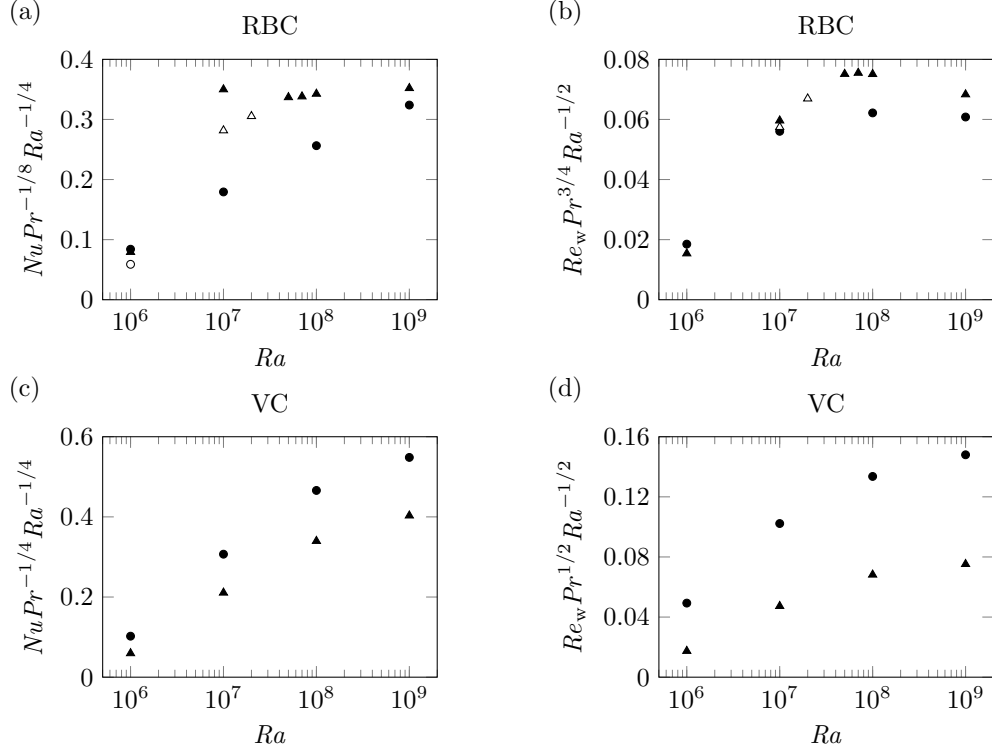 (a)
RBC
NuPr^{-1/8}Ra^{-1/4}
0.4
0.3
0.2
0.1
0
10^6 10^7 10^8 10^9
Ra
(b)
RBC
Re_wPr^{3/4}Ra^{-1/2}
0.08
0.06
0.04
0.02
0
10^6 10^7 10^8 10^9
Ra
(c)
VC
NuPr^{-1/4}Ra^{-1/4}
0.6
0.4
0.2
0
10^6 10^7 10^8 10^9
Ra
(d)
VC
Re_wPr^{1/2}Ra^{-1/2}
0.16
0.12
0.08
0.04
0
10^6 10^7 10^8 10^9
Ra